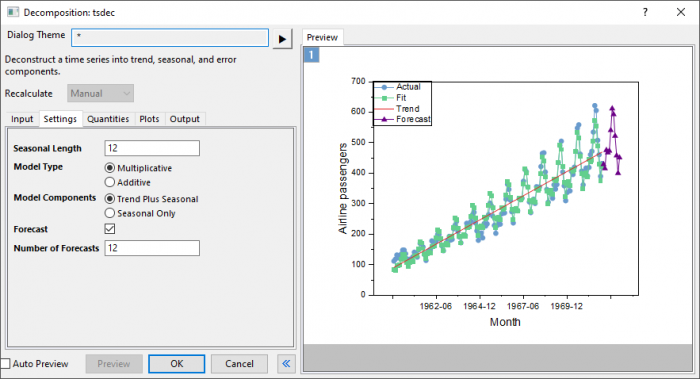 Decomposition: tsdec
?
Dialog Theme
*
Deconstruct a time series into trend, seasonal, and error
components.
Recalculate
Manual
Input
Settings
Quantities
Plots
Output
Seasonal Length
12
Model Type
Multiplicative
Additive
Model Components
Trend Plus Seasonal
Seasonal Only
Forecast
Number of Forecasts
12
Auto Preview
Preview
OK
Cancel
Preview
1
Actual
Fit
Trend
Forecast
700
600
500
400
300
200
100
0
Airline passengers
1962-06
1964-12
1967-06
1969-12
Month